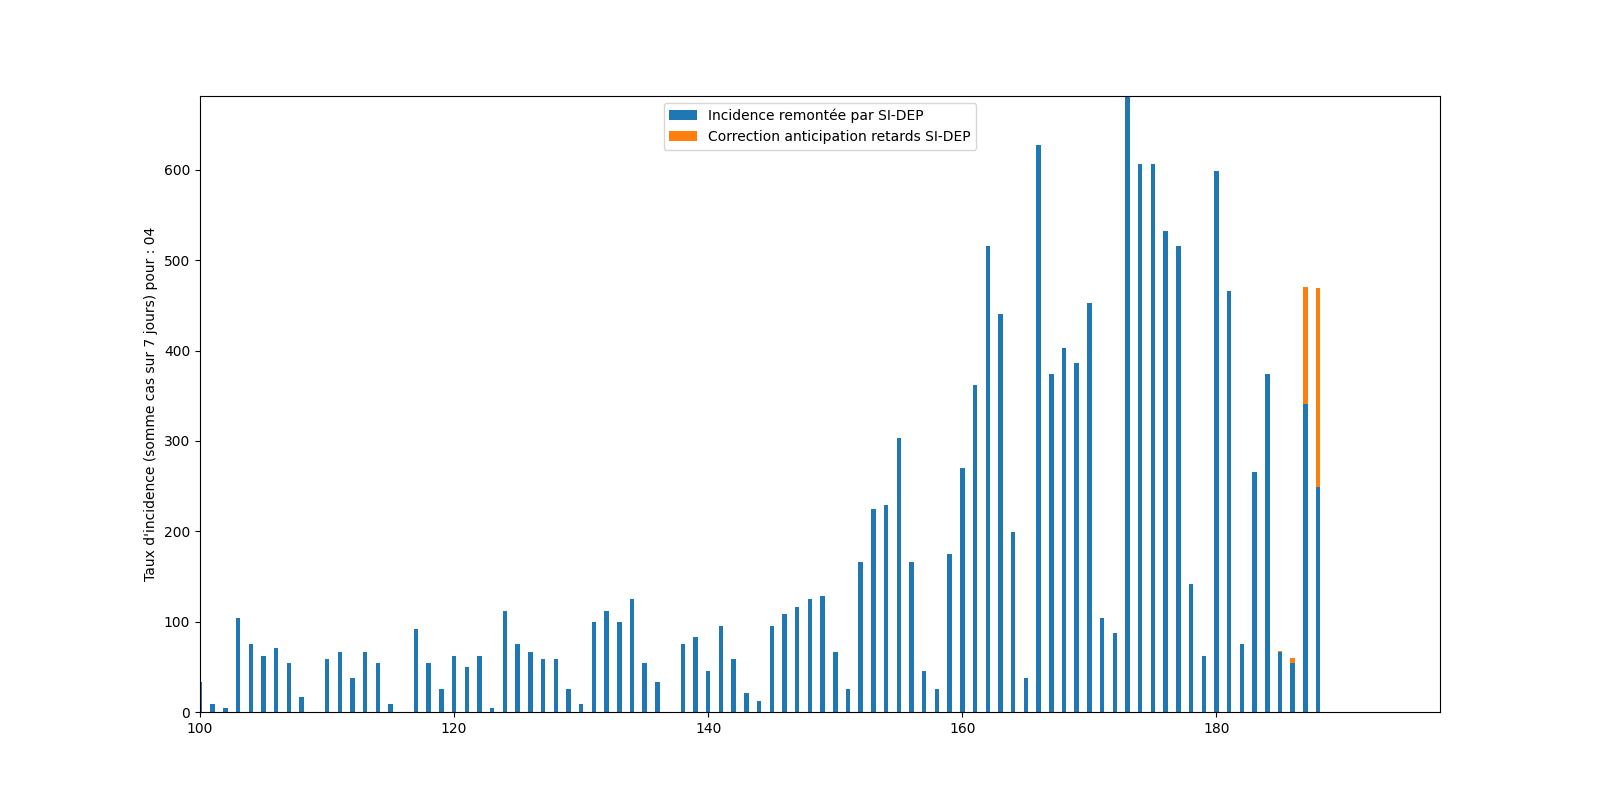 Incidence remontée par SI-DEP
Correction anticipation retards SI-DEP
Taux d'incidence (somme cas sur 7 jours) pour : 04
600
500
400
300
200
100
0
100 120 140 160 180